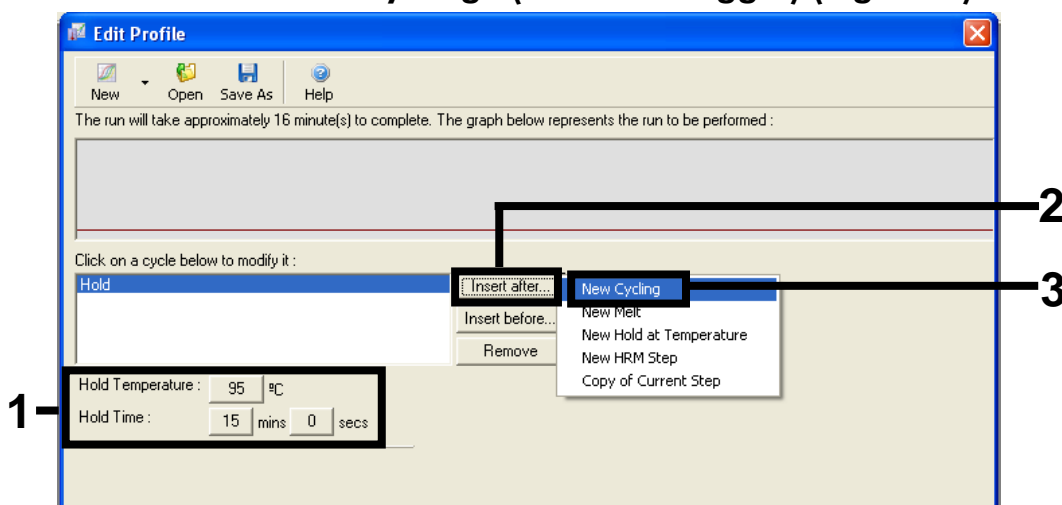 Edit Profile
New Open Save As Help
The run will take approximately 16 minute(s) to complete. The graph below represents the run to be performed :
2
Click on a cycle below to modify it :
Hold Insert after... New Cycling
3
Insert before... New Melt
New Hold at Temperature
Remove New HRM Step
Copy of Current Step
1
Hold Temperature : 95 ºC
Hold Time : 15 mins 0 secs